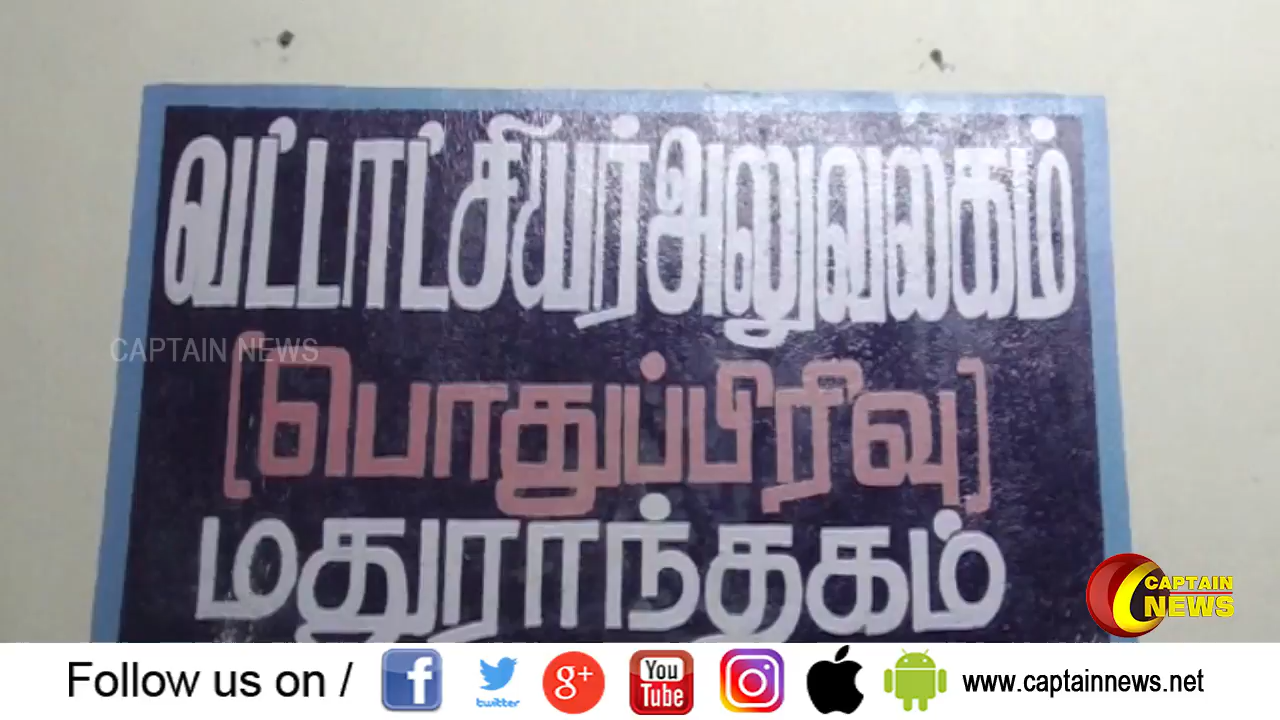 வட்டாட்சியர் அலுவலகம்
CAPTAIN NEWS
(பொதுப்பிரிவு)
மதுராந்தகம்
CAPTAIN
NEWS
Follow us on / f twitter g+ You Tube www.captainnews.net